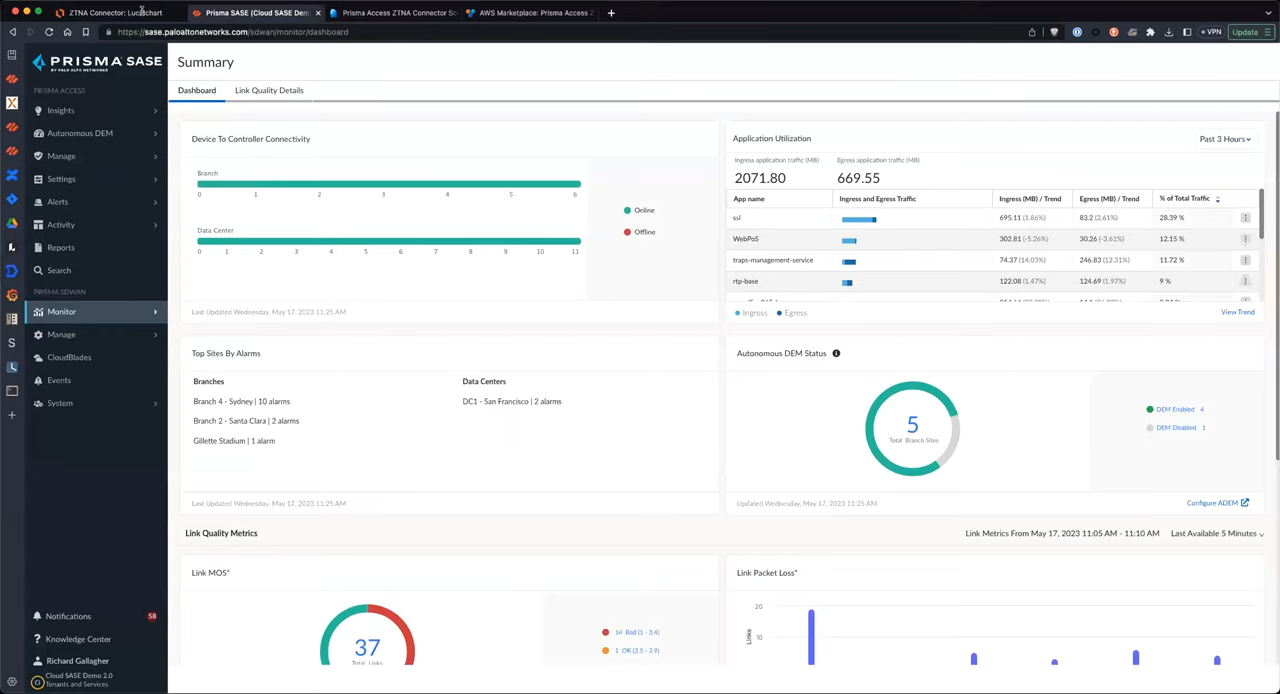 ZTNA Connector: Lucidchart
Prisma SASE (Cloud SASE Dem
Prisma Access ZTNA Connector So
AWS Marketplace: Prisma Access Z
https://sase.paloaltonetworks.com/sdwan/monitor/dashboard
VPN
Update
PRISMA SASE
BY PALO ALTO NETWORKS
PRISMA ACCESS
Insights
Autonomous DEM
Manage
Settings
Alerts
Activity
Reports
Search
PRISMA SDWAN
Monitor
Manage
CloudBlades
Events
System
Notifications 58
Knowledge Center
Richard Gallagher
Cloud SASE Demo 2.0
Tenants and Services
Summary
Dashboard Link Quality Details
Device To Controller Connectivity
Branch
0 1 2 3 4 5 6
Data Center
0 1 2 3 4 5 6 7 8 9 10 11
Online
Offline
Last Updated Wednesday, May 17, 2023 11:25 AM
Application Utilization
Past 3 Hours
Ingress application traffic (MB) Egress application traffic (MB)
2071.80 669.55
App name Ingress and Egress Traffic Ingress (MB) / Trend Egress (MB) / Trend % of Total Traffic
ssl 695.11 (1.86%) 83.2 (2.61%) 28.39 %
WebPoS 302.81 (-5.26%) 30.26 (-3.61%) 12.15 %
traps-management-service 74.37 (14.03%) 246.83 (12.31%) 11.72 %
rtp-base 122.08 (1.47%) 124.69 (1.97%) 9 %
Ingress Egress
View Trend
Top Sites By Alarms
Branches Data Centers
Branch 4 - Sydney | 10 alarms DC1 - San Francisco | 2 alarms
Branch 2 - Santa Clara | 2 alarms
Gillette Stadium | 1 alarm
Last Updated Wednesday, May 17, 2023 11:25 AM
Autonomous DEM Status
5
Total Branch Sites
DEM Enabled 4
DEM Disabled 1
Updated Wednesday, May 17, 2023 11:25 AM
Configure ADEM
Link Quality Metrics
Link Metrics From May 17, 2023 11:05 AM - 11:10 AM Last Available 5 Minutes
Link MOS*
37
Total Links
14 Bad (1 - 3.4)
1 OK (3.5 - 3.9)
Link Packet Loss*
20
10
Links